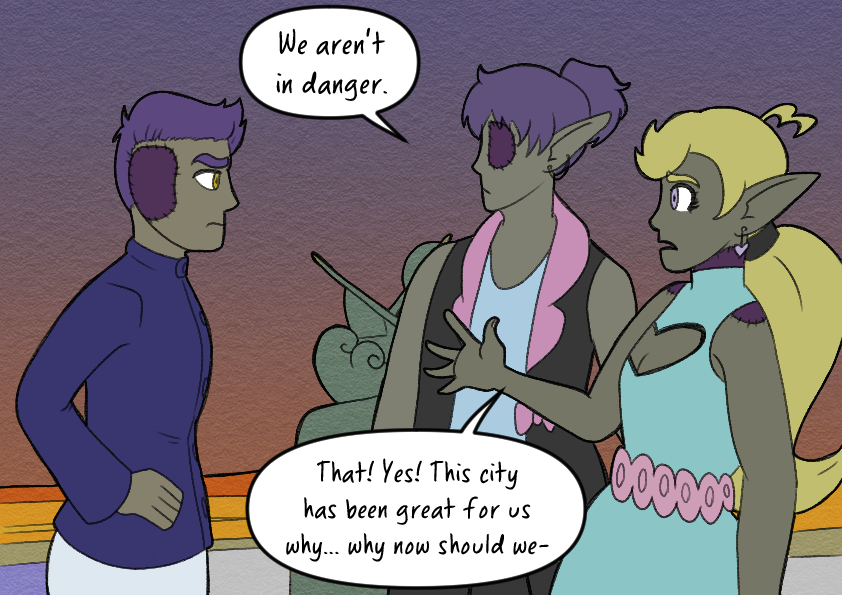 We aren't
in danger.
That! Yes! This city
has been great for us
why... why now should we-